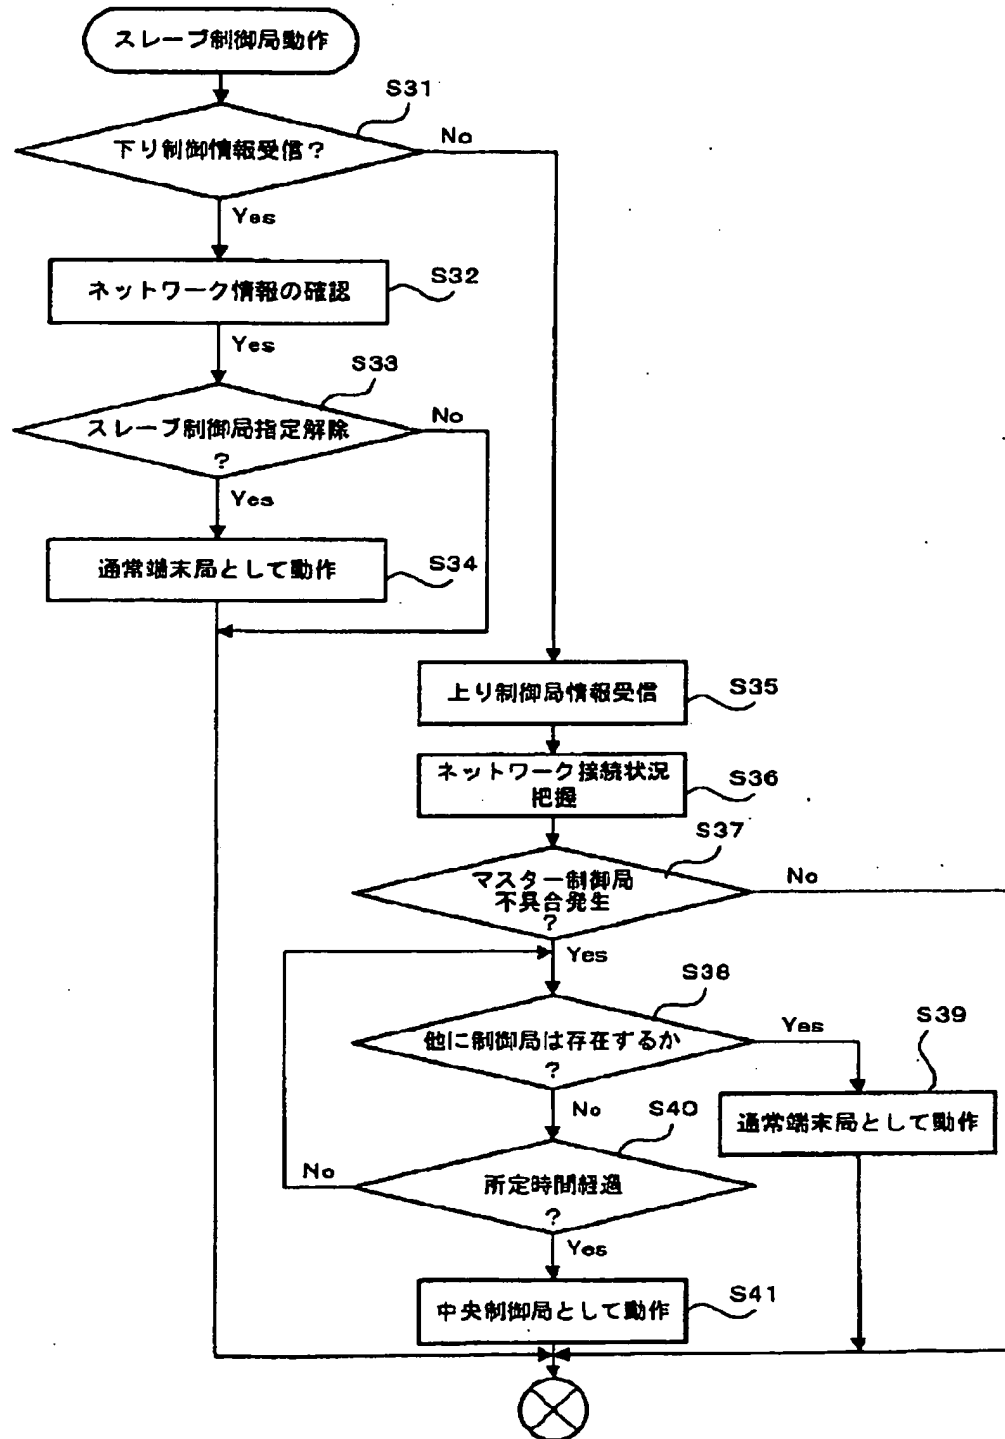 スレーブ制御局動作
S31
下り制御情報受信?
No
Yes
S32
ネットワーク情報の確認
Yes
S33
スレーブ制御局指定解除
?
No
Yes
S34
通常端末局として動作
上り制御局情報受信
S35
ネットワーク接続状況
把握
S36
S37
マスター制御局
不具合発生
?
No
Yes
S38
他に制御局は存在するか
?
Yes
S39
No
S40
通常端末局として動作
No
所定時間経過
?
Yes
S41
中央制御局として動作